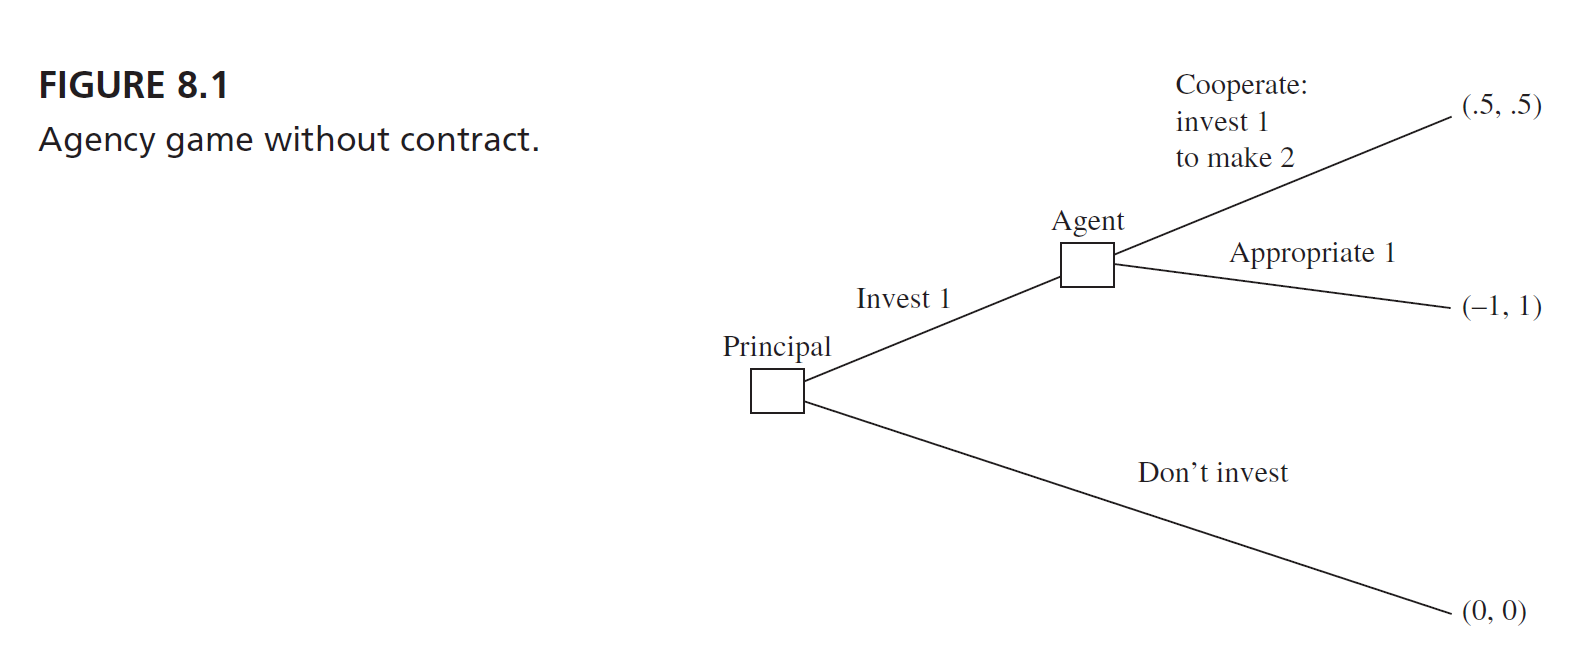 FIGURE 8.1
Agency game without contract.
Cooperate:
invest 1
to make 2
(.5, .5)
Agent
Appropriate 1
Invest 1
(–1, 1)
Principal
Don’t invest
(0, 0)